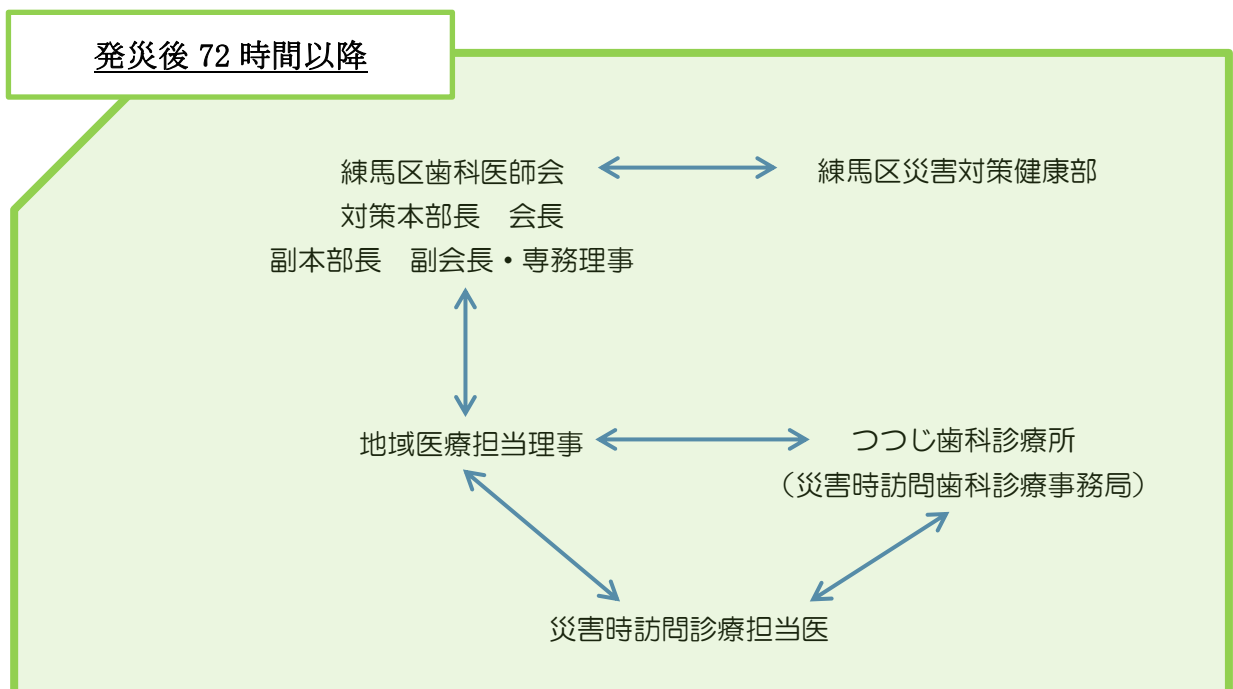 発災後 72 時間以降
練馬区歯科医師会
練馬区災害対策健康部
対策本部長　会長
副本部長　副会長・専務理事
地域医療担当理事
つつじ歯科診療所
（災害時訪問歯科診療事務局）
災害時訪問診療担当医